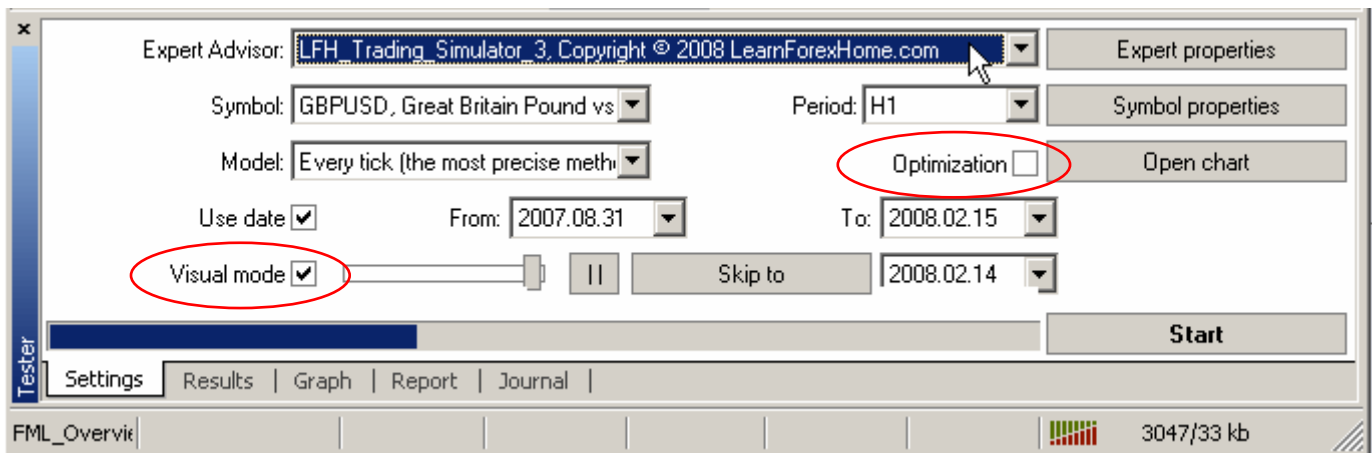 Expert Advisor: LFH_Trading_Simulator_3, Copyright © 2008 LearnForexHome.com Expert properties
Symbol: GBPUSD, Great Britain Pound vs Period: H1 Symbol properties
Model: Every tick (the most precise meth Optimization Open chart
Use date From: 2007.08.31 To: 2008.02.15
Visual mode Skip to 2008.02.14
Start
Tester
Settings Results | Graph | Report | Journal |
FML_Overvie 3047/33 kb